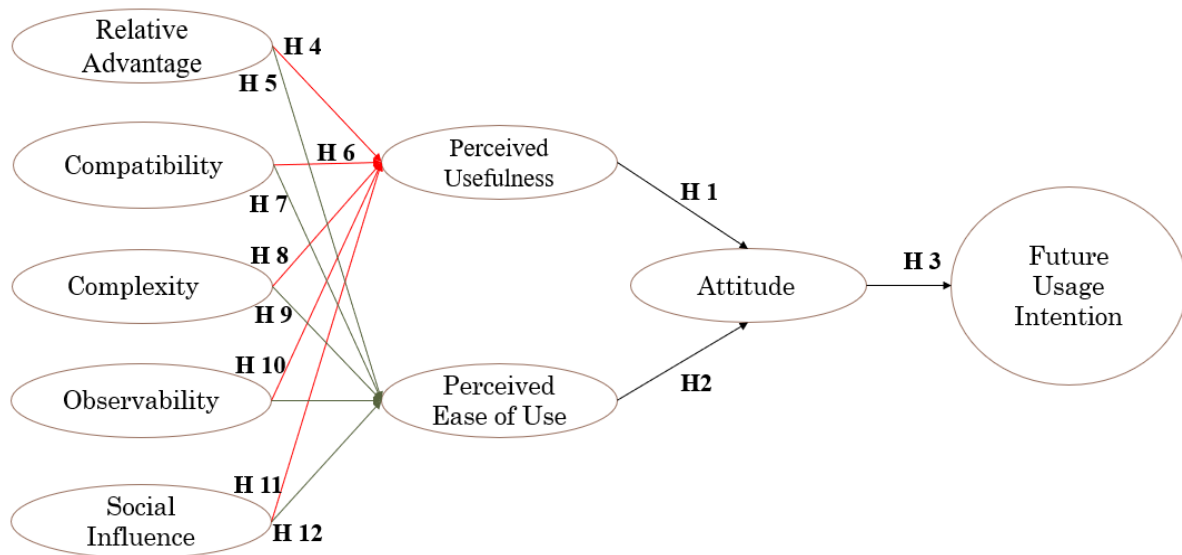 Relative
Advantage
H 4
H 5
Compatibility
H 6
H 7
Complexity
H 8
H 9
Observability
H 10
Social
Influence
H 11
H 12
Perceived
Usefulness
Perceived
Ease of Use
H 1
H2
Attitude
H 3
Future
Usage
Intention